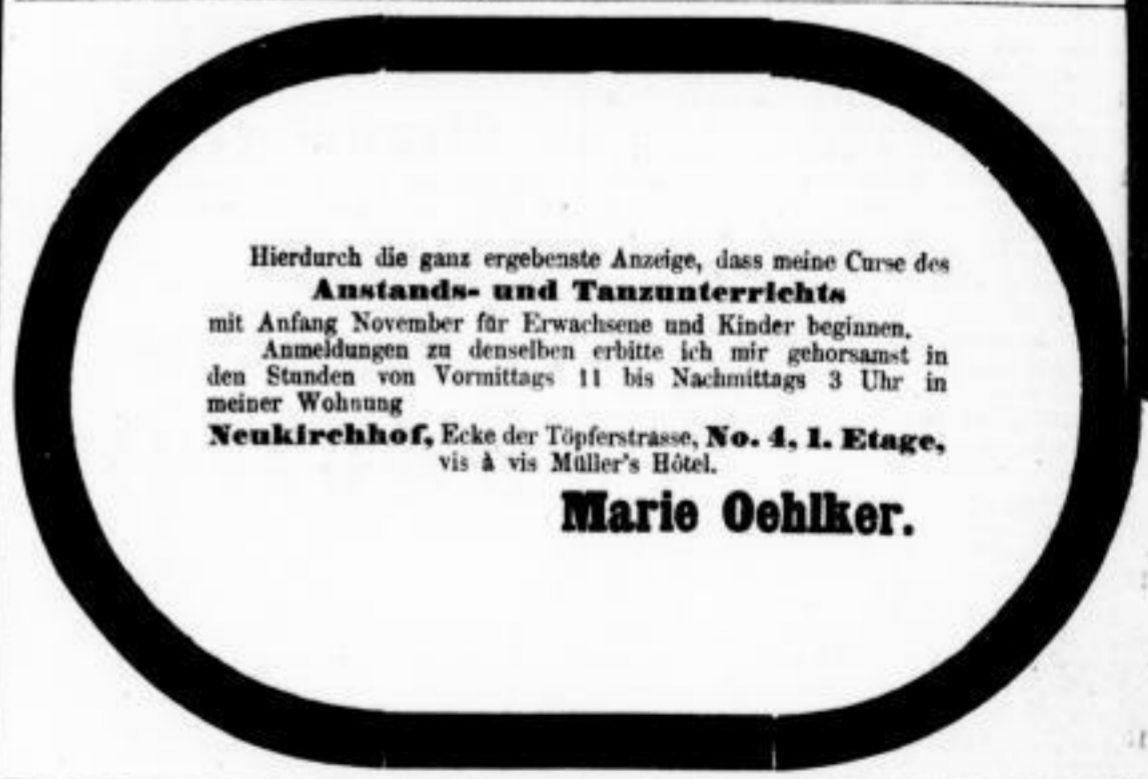 Hierdurch die ganz ergebenste Anzeige, dass meine Curse des
Anstands- und Tanzunterrichts
mit Anfang November für Erwachsene und Kinder beginnen.
Anmeldungen zu denselben erbitte ich mir gehorsamst in
den Stunden von Vormittags 11 bis Nachmittags 3 Uhr in
meiner Wohnung
Neukirchhof, Ecke der Töpferstrasse, No. 4, 1. Etage,
vis à vis Müller's Hôtel.
Marie Oehlker.